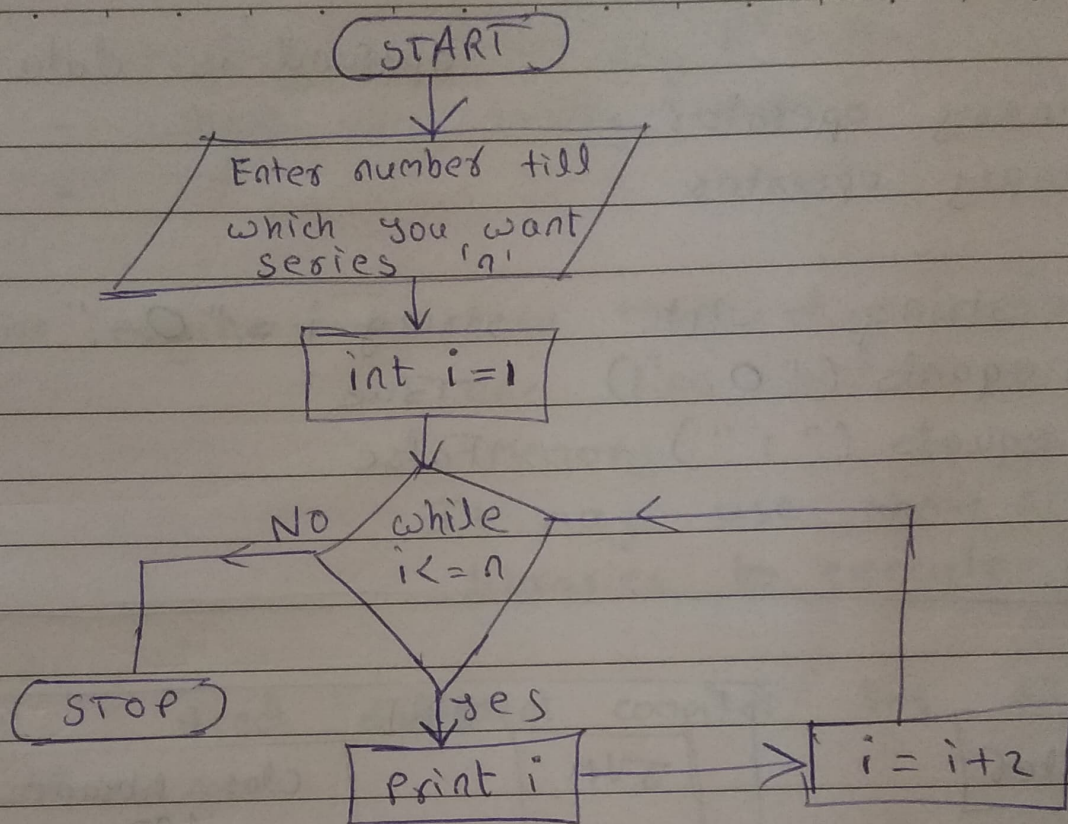 START
Enter number till
which you want
series 'n'
int i = 1
while
i <= n
NO
STOP
yes
print i
i = i+2